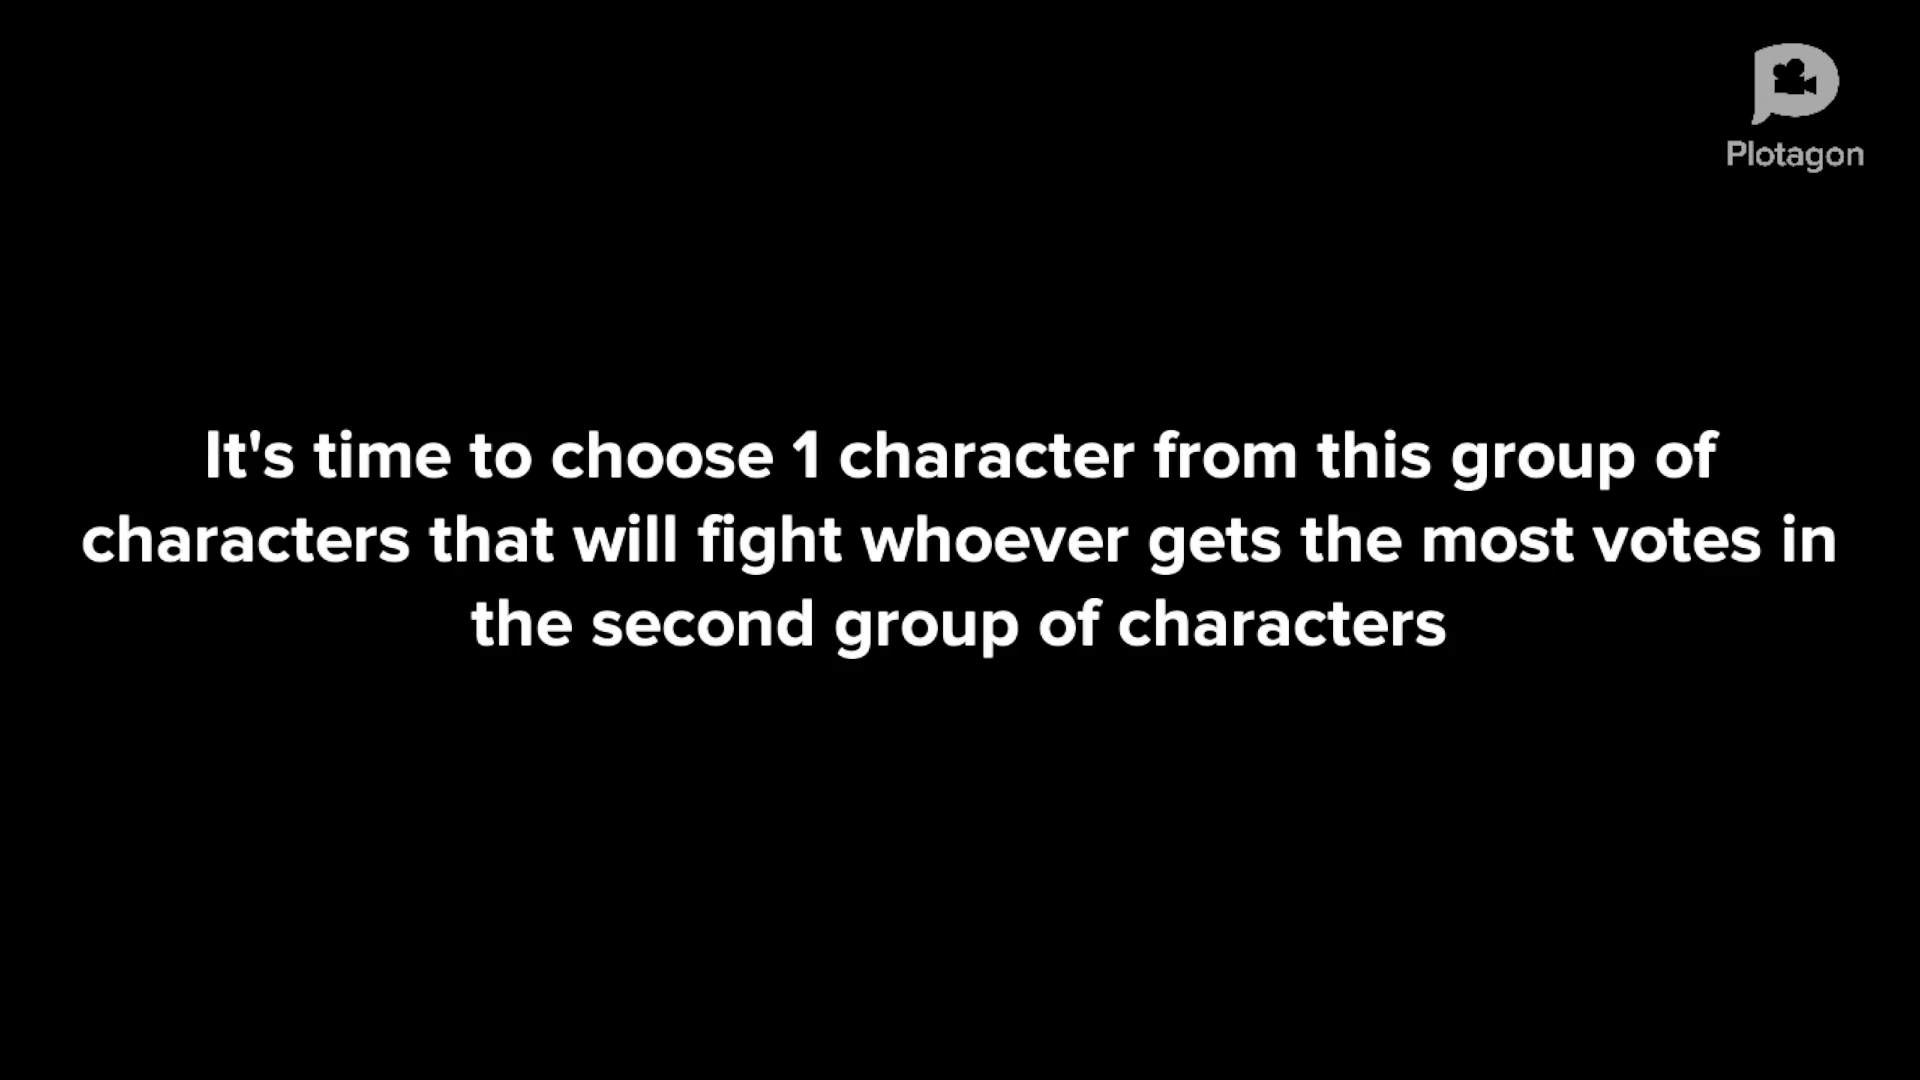 Plotagon
It's time to choose 1 character from this group of
characters that will fight whoever gets the most votes in
the second group of characters